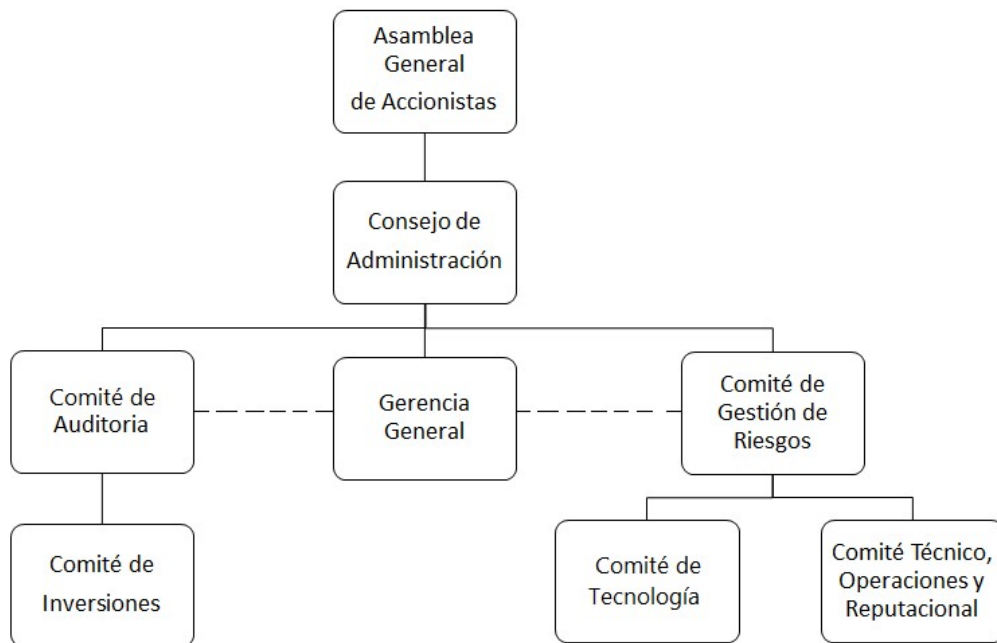 Asamblea
General
de Accionistas
Consejo de
Administración
Comité de
Auditoria
Gerencia
General
Comité de
Gestión de
Riesgos
Comité de
Inversiones
Comité de
Tecnología
Comité Técnico,
Operaciones y
Reputacional